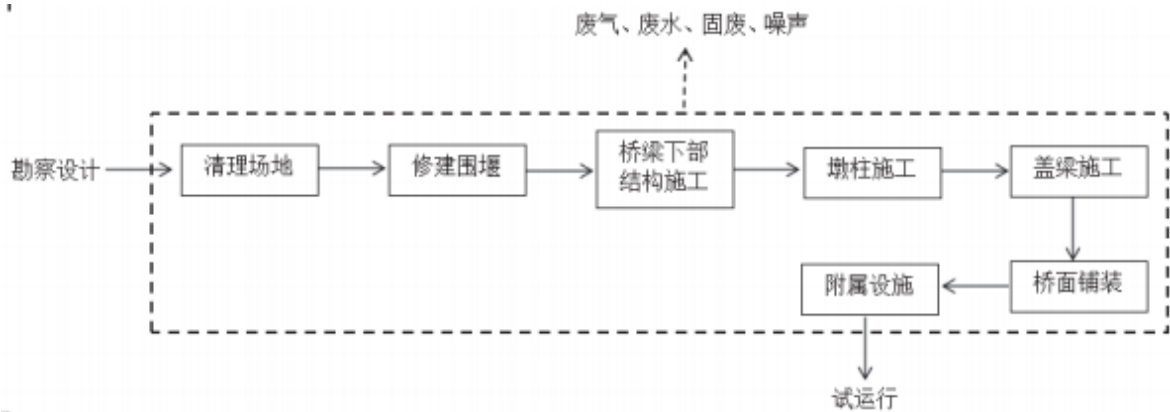 废气、废水、固废、噪声
勘察设计
清理场地
修建围堰
桥梁下部
结构施工
墩柱施工
盖梁施工
附属设施
桥面铺装
试运行